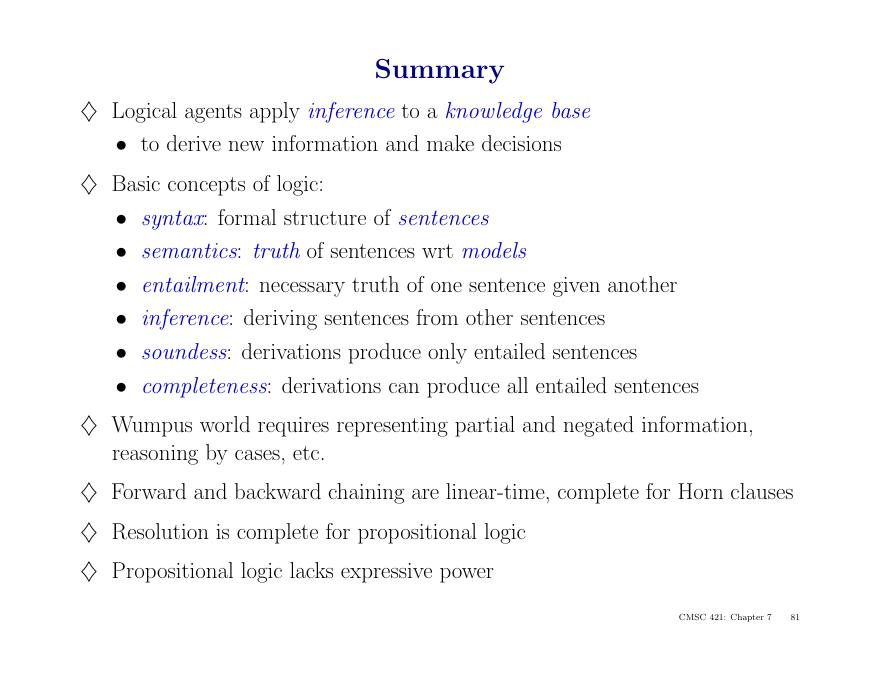 Summary
♢ Logical agents apply inference to a knowledge base
• to derive new information and make decisions
♢ Basic concepts of logic:
• syntax: formal structure of sentences
• semantics: truth of sentences wrt models
• entailment: necessary truth of one sentence given another
• inference: deriving sentences from other sentences
• soundess: derivations produce only entailed sentences
• completeness: derivations can produce all entailed sentences
♢ Wumpus world requires representing partial and negated information,
reasoning by cases, etc.
♢ Forward and backward chaining are linear-time, complete for Horn clauses
♢ Resolution is complete for propositional logic
♢ Propositional logic lacks expressive power
CMSC 421: Chapter 7 81